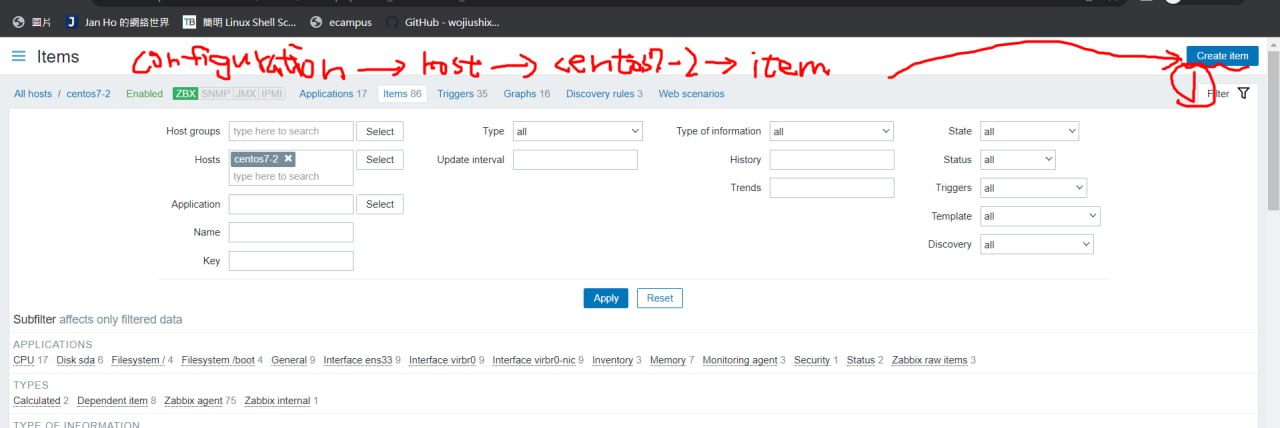 圖片 Jan Ho 的網絡世界 簡明 Linux Shell Sc... ecampus GitHub - wojiushix...
Items configuration → host → centos7-2 → item Create item
All hosts / centos7-2 Enabled ZBX SNMP JMX IPMI Applications 17 Items 86 Triggers 35 Graphs 16 Discovery rules 3 Web scenarios 1 Filter
Host groups type here to search Select Type all Type of information all State all
Hosts centos7-2 Select Update interval History Status all
type here to search
Trends Triggers all
Application Select Template all
Name Discovery all
Key
Apply Reset
Subfilter affects only filtered data
APPLICATIONS
CPU 17 Disk sda 6 Filesystem / 4 Filesystem /boot 4 General 9 Interface ens33 9 Interface virbr0 9 Interface virbr0-nic 9 Inventory 3 Memory 7 Monitoring agent 3 Security 1 Status 2 Zabbix raw items 3
TYPES
Calculated 2 Dependent item 8 Zabbix agent 75 Zabbix internal 1
TYPE OF INFORMATION